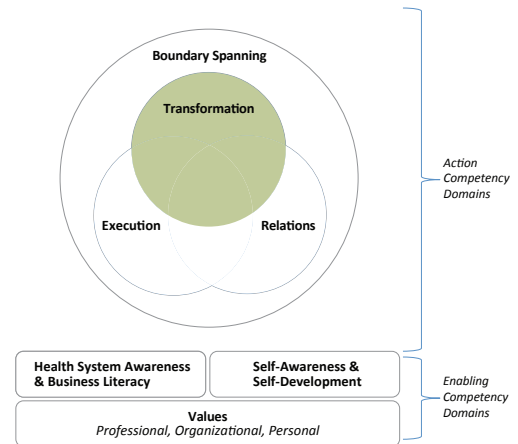 Boundary Spanning
Transformation
Execution
Relations
Action
Competency
Domains
Health System Awareness
& Business Literacy
Self-Awareness &
Self-Development
Values
Professional, Organizational, Personal
Enabling
Competency
Domains